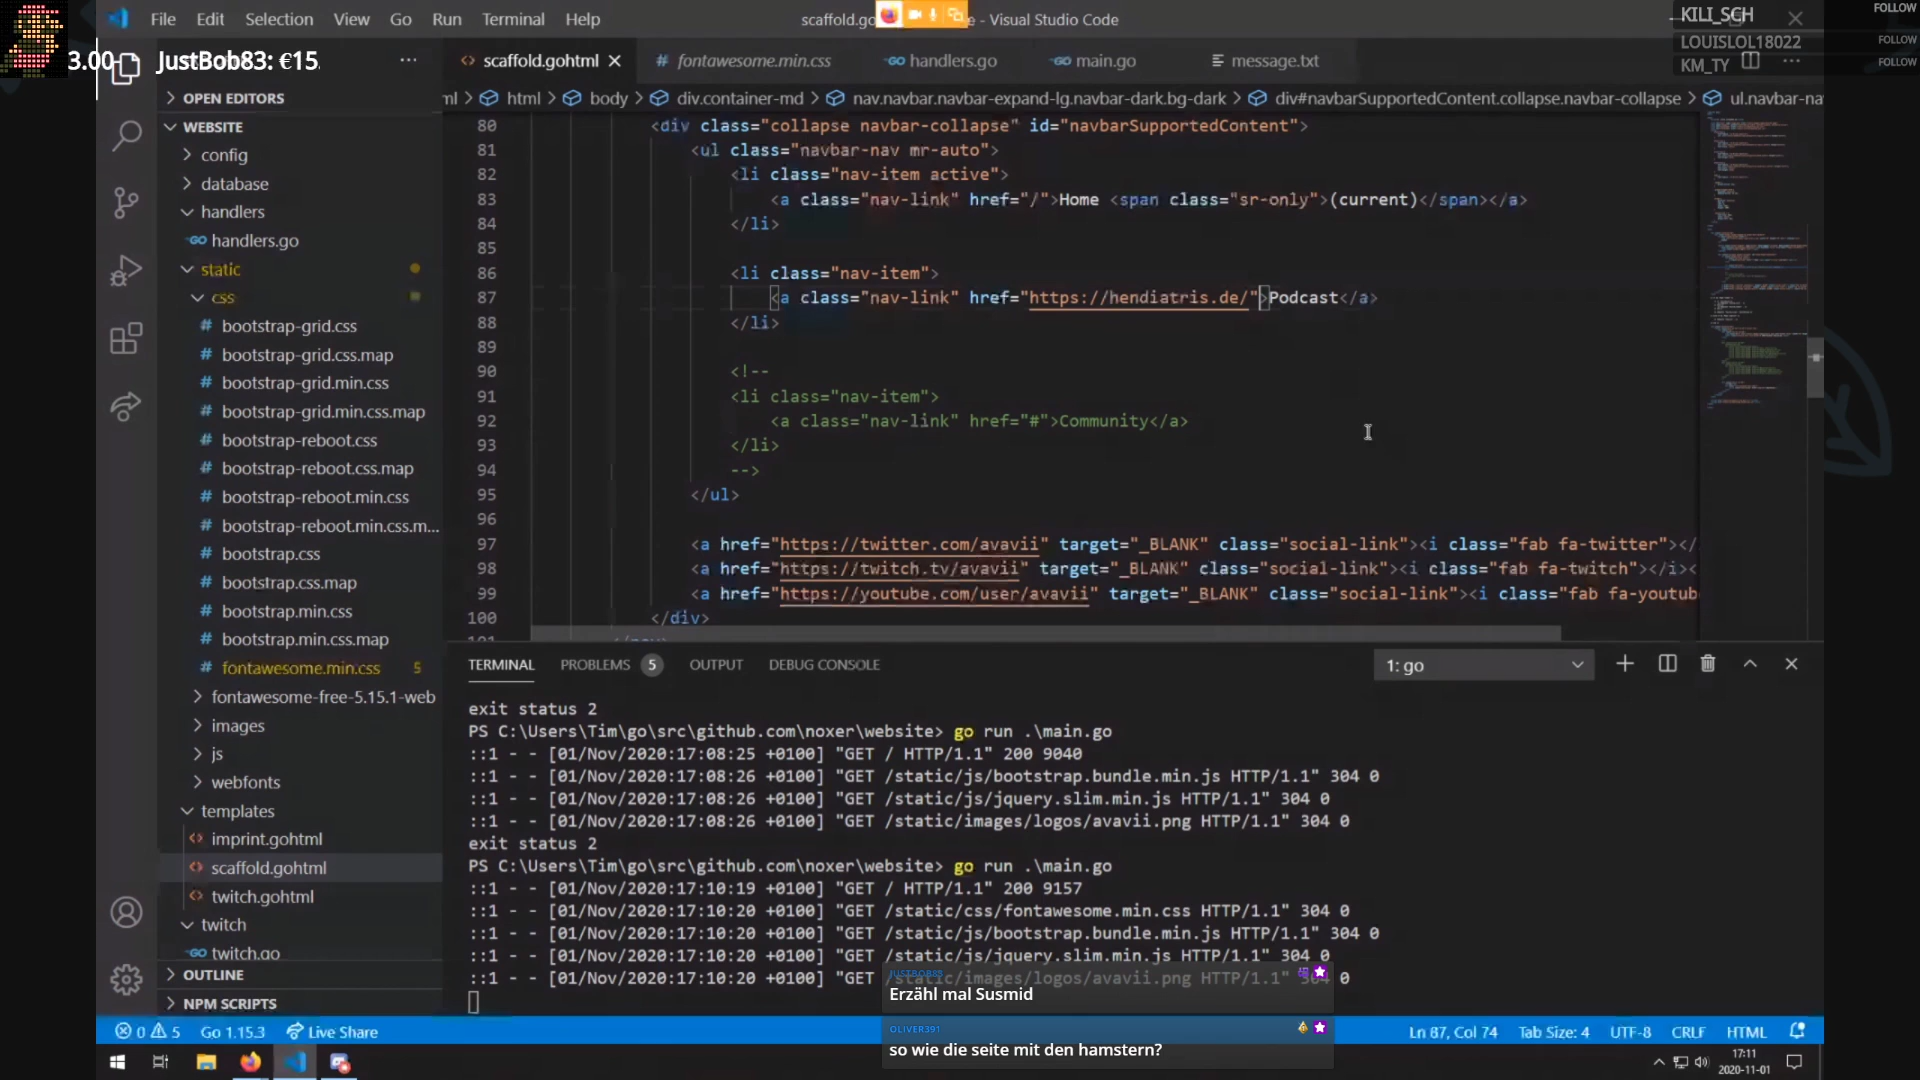 File Edit Selection View Go Run Terminal Help
scaffold.go
e - Visual Studio Code
KILI_SCH FOLLOW
LOUISLOL18022 FOLLOW
KM_TY FOLLOW
3.00
JustBob83: €15.
scaffold.gohtml
fontawesome.min.css
handlers.go
main.go
message.txt
OPEN EDITORS
WEBSITE
config
database
handlers
handlers.go
static
css
bootstrap-grid.css
bootstrap-grid.css.map
bootstrap-grid.min.css
bootstrap-grid.min.css.map
bootstrap-reboot.css
bootstrap-reboot.css.map
bootstrap-reboot.min.css
bootstrap-reboot.min.css.m...
bootstrap.css
bootstrap.css.map
bootstrap.min.css
bootstrap.min.css.map
fontawesome.min.css 5
fontawesome-free-5.15.1-web
images
js
webfonts
templates
imprint.gohtml
scaffold.gohtml
twitch.gohtml
twitch
twitch.go
OUTLINE
NPM SCRIPTS
ml > html > body > div.container-md > nav.navbar.navbar-expand-lg.navbar-dark.bg-dark > div#navbarSupportedContent.collapse.navbar-collapse > ul.navbar-na
80 <div class="collapse navbar-collapse" id="navbarSupportedContent">
81 <ul class="navbar-nav mr-auto">
82 <li class="nav-item active">
83 <a class="nav-link" href="/">Home <span class="sr-only">(current)</span></a>
84 </li>
85
86 <li class="nav-item">
87 <a class="nav-link" href="https://hendiatris.de/">Podcast</a>
88 </li>
89
90 <!--
91 <li class="nav-item">
92 <a class="nav-link" href="#">Community</a>
93 </li>
94 -->
95 </ul>
96
97 <a href="https://twitter.com/avavii" target="_BLANK" class="social-link"><i class="fab fa-twitter"></
98 <a href="https://twitch.tv/avavii" target="_BLANK" class="social-link"><i class="fab fa-twitch"></i><
99 <a href="https://youtube.com/user/avavii" target="_BLANK" class="social-link"><i class="fab fa-youtub
100 </div>
TERMINAL PROBLEMS 5 OUTPUT DEBUG CONSOLE 1: go
exit status 2
PS C:\Users\Tim\go\src\github.com\noxer\website> go run .\main.go
::1 - - [01/Nov/2020:17:08:25 +0100] "GET / HTTP/1.1" 200 9040
::1 - - [01/Nov/2020:17:08:26 +0100] "GET /static/js/bootstrap.bundle.min.js HTTP/1.1" 304 0
::1 - - [01/Nov/2020:17:08:26 +0100] "GET /static/js/jquery.slim.min.js HTTP/1.1" 304 0
::1 - - [01/Nov/2020:17:08:26 +0100] "GET /static/images/logos/avavii.png HTTP/1.1" 304 0
exit status 2
PS C:\Users\Tim\go\src\github.com\noxer\website> go run .\main.go
::1 - - [01/Nov/2020:17:10:19 +0100] "GET / HTTP/1.1" 200 9157
::1 - - [01/Nov/2020:17:10:20 +0100] "GET /static/css/fontawesome.min.css HTTP/1.1" 304 0
::1 - - [01/Nov/2020:17:10:20 +0100] "GET /static/js/bootstrap.bundle.min.js HTTP/1.1" 304 0
::1 - - [01/Nov/2020:17:10:20 +0100] "GET /static/js/jquery.slim.min.js HTTP/1.1" 304 0
::1 - - [01/Nov/2020:17:10:20 +0100] "GET /static/images/logos/avavii.png HTTP/1.1" 304 0
JUSTBOB83
Erzähl mal Susmid
OLIVER391
so wie die seite mit den hamstern?
0 5 Go 1.15.3 Live Share
Ln 87, Col 74 Tab Size: 4 UTF-8 CRLF HTML
17:11
2020-11-01